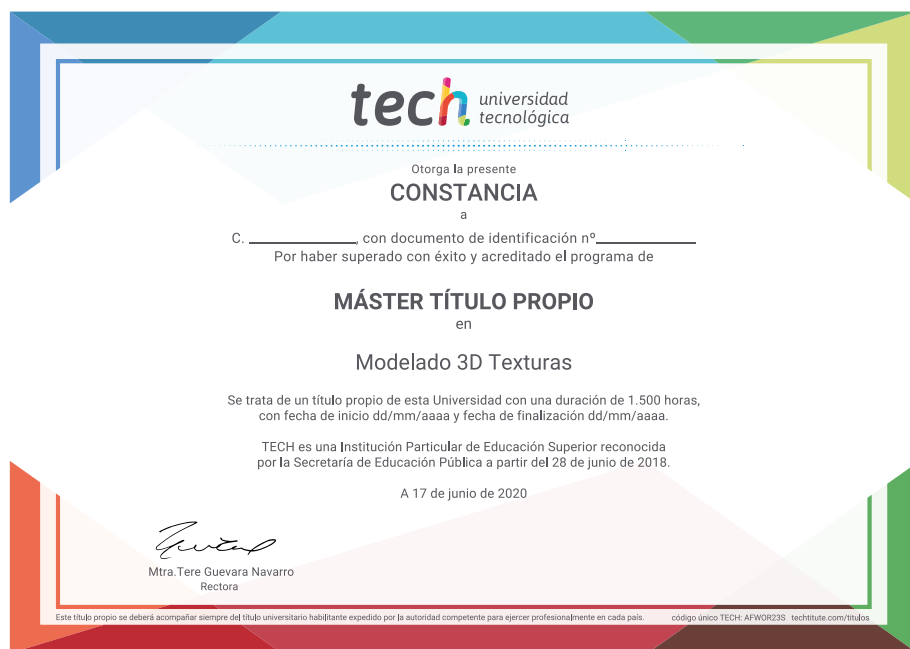 tech universidad
tecnológica
Otorga la presente
CONSTANCIA
a
C. ____________, con documento de identificación nº____________
Por haber superado con éxito y acreditado el programa de
MÁSTER TÍTULO PROPIO
en
Modelado 3D Texturas
Se trata de un título propio de esta Universidad con una duración de 1.500 horas,
con fecha de inicio dd/mm/aaaa y fecha de finalización dd/mm/aaaa.
TECH es una Institución Particular de Educación Superior reconocida
por la Secretaría de Educación Pública a partir del 28 de junio de 2018.
A 17 de junio de 2020
Mtra.Tere Guevara Navarro
Rectora
Este título propio se deberá acompañar siempre del título universitario habilitante expedido por la autoridad competente para ejercer profesionalmente en cada país. código único TECH: AFWOR23S techtitute.com/titulos